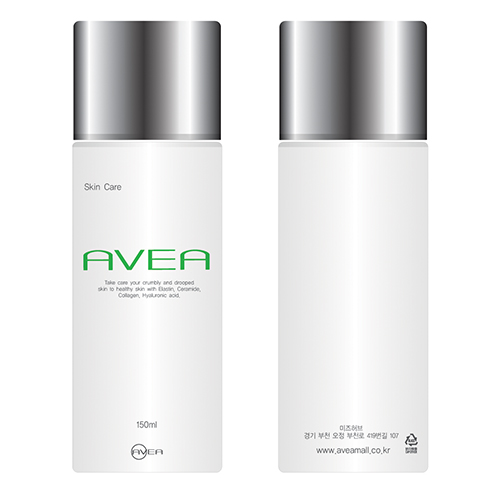 Skin Care
AVEA
Take care your crumbly and drooped
skin to healthy skin with Elastin, Ceramide,
Collagen, Hyaluronic acid.
150ml
AVEA
미즈허브
경기 부천 오정 부천로 419번길 107
www.aveamall.co.kr